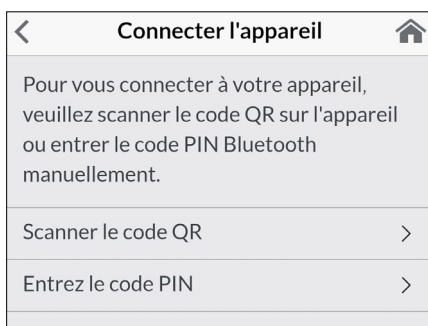 Connecter l'appareil
Pour vous connecter à votre appareil,
veuillez scanner le code QR sur l'appareil
ou entrer le code PIN Bluetooth
manuellement.
Scanner le code QR
Entrez le code PIN